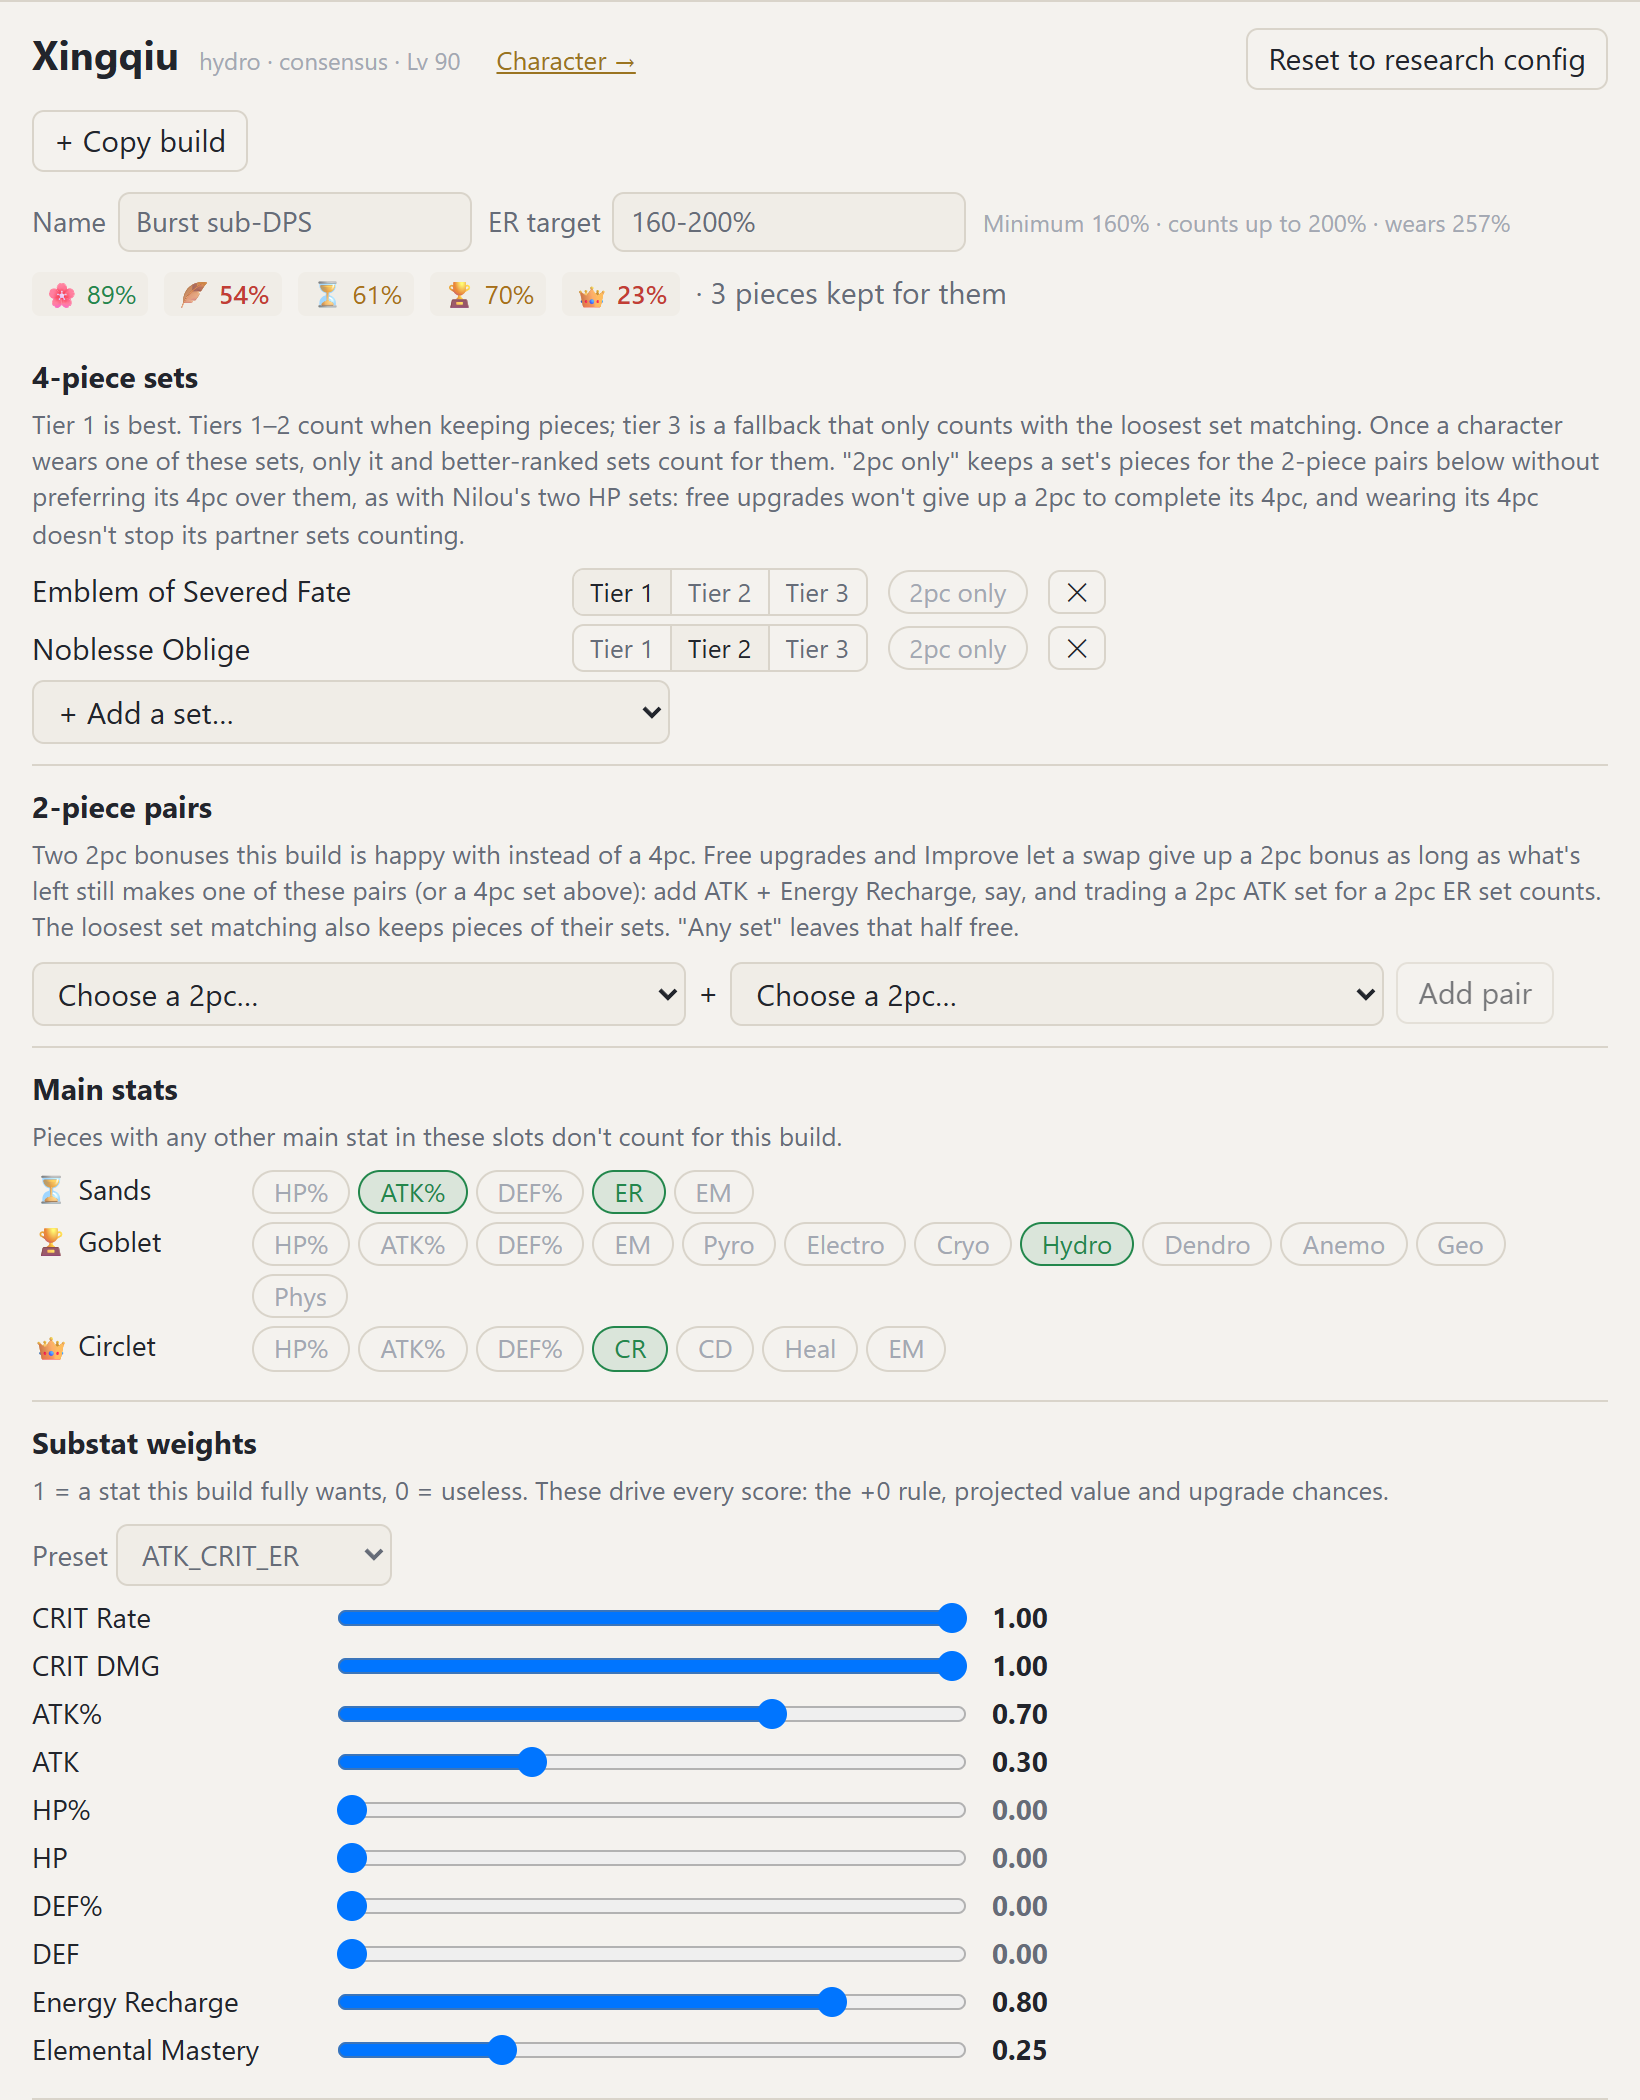 Xingqiu hydro · consensus · Lv 90 Character → Reset to research config
+ Copy build
Name Burst sub-DPS ER target 160-200% Minimum 160% · counts up to 200% · wears 257%
89% 54% 61% 70% 23% · 3 pieces kept for them
4-piece sets
Tier 1 is best. Tiers 1–2 count when keeping pieces; tier 3 is a fallback that only counts with the loosest set matching. Once a character
wears one of these sets, only it and better-ranked sets count for them. "2pc only" keeps a set's pieces for the 2-piece pairs below without
preferring its 4pc over them, as with Nilou's two HP sets: free upgrades won't give up a 2pc to complete its 4pc, and wearing its 4pc
doesn't stop its partner sets counting.
Emblem of Severed Fate Tier 1 Tier 2 Tier 3 2pc only ×
Noblesse Oblige Tier 1 Tier 2 Tier 3 2pc only ×
+ Add a set...
2-piece pairs
Two 2pc bonuses this build is happy with instead of a 4pc. Free upgrades and Improve let a swap give up a 2pc bonus as long as what's
left still makes one of these pairs (or a 4pc set above): add ATK + Energy Recharge, say, and trading a 2pc ATK set for a 2pc ER set counts.
The loosest set matching also keeps pieces of their sets. "Any set" leaves that half free.
Choose a 2pc... + Choose a 2pc... Add pair
Main stats
Pieces with any other main stat in these slots don't count for this build.
Sands HP% ATK% DEF% ER EM
Goblet HP% ATK% DEF% EM Pyro Electro Cryo Hydro Dendro Anemo Geo
Phys
Circlet HP% ATK% DEF% CR CD Heal EM
Substat weights
1 = a stat this build fully wants, 0 = useless. These drive every score: the +0 rule, projected value and upgrade chances.
Preset ATK_CRIT_ER
CRIT Rate 1.00
CRIT DMG 1.00
ATK% 0.70
ATK 0.30
HP% 0.00
HP 0.00
DEF% 0.00
DEF 0.00
Energy Recharge 0.80
Elemental Mastery 0.25